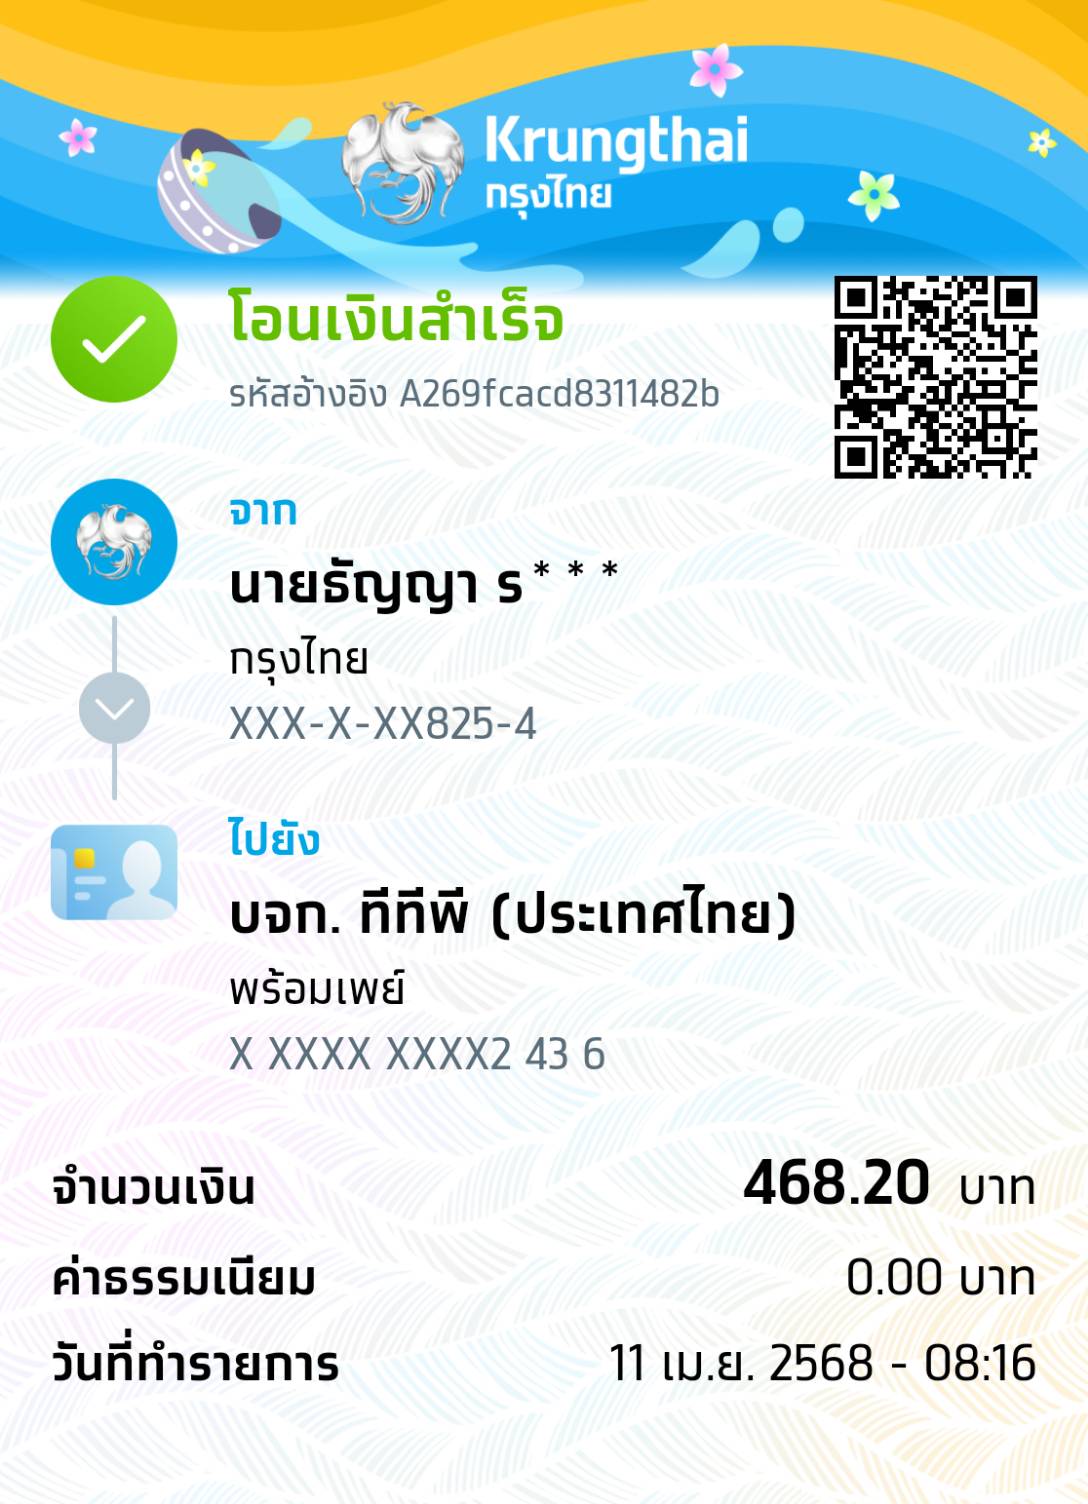 Krungthai
กรุงไทย
โอนเงินสำเร็จ
รหัสอ้างอิง A269fcacd8311482b
จาก
นายธัญญา ร***
กรุงไทย
XXX-X-XX825-4
ไปยัง
บจก. ทีทีพี (ประเทศไทย)
พร้อมเพย์
X XXXX XXXX2 43 6
จำนวนเงิน 468.20 บาท
ค่าธรรมเนียม 0.00 บาท
วันที่ทำรายการ 11 เม.ย. 2568 - 08:16